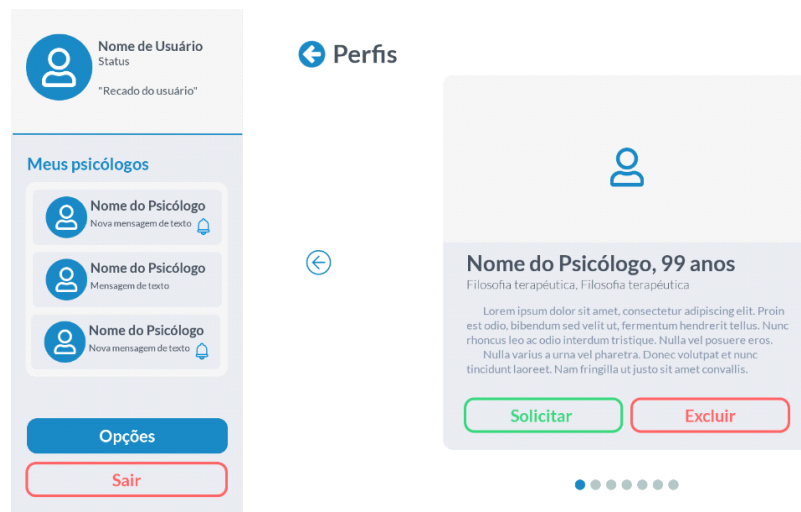 Nome de Usuário
Status
"Recado do usuário"
Meus psicólogos
Nome do Psicólogo
Nova mensagem de texto
Nome do Psicólogo
Mensagem de texto
Nome do Psicólogo
Nova mensagem de texto
Opções
Sair
Perfis
Nome do Psicólogo, 99 anos
Filosofia terapéutica, Filosofia terapéutica
Lorem ipsum dolor sit amet, consectetur adipiscing elit. Proin
est odio, bibendum sed velit ut, fermentum hendrerit tellus. Nunc
rhoncus leo ac odio interdum tristique. Nulla vel posuere eros.
Nulla varius a urna vel pharetra. Donec volutpat et nunc
tincidunt laoreet. Nam fringilla ut justo sit amet convallis.
Solicitar
Excluir